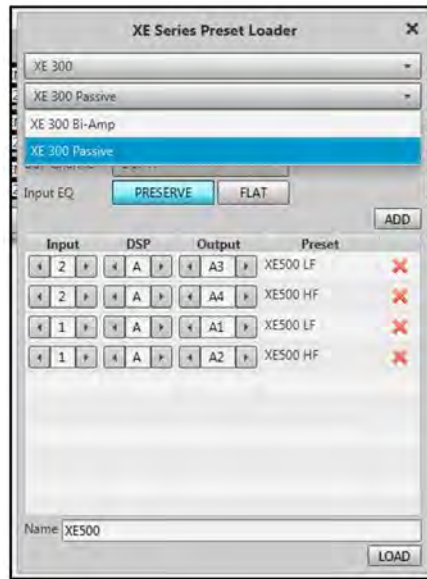 XE Series Preset Loader
XE 300
XE 300 Passive
XE 300 Bi-Amp
XE 300 Passive
Input EQ PRESERVE FLAT
ADD
Input DSP Output Preset
2 A A3 XE500 LF
2 A A4 XE500 HF
1 A A1 XE500 LF
1 A A2 XE500 HF
Name XE500
LOAD